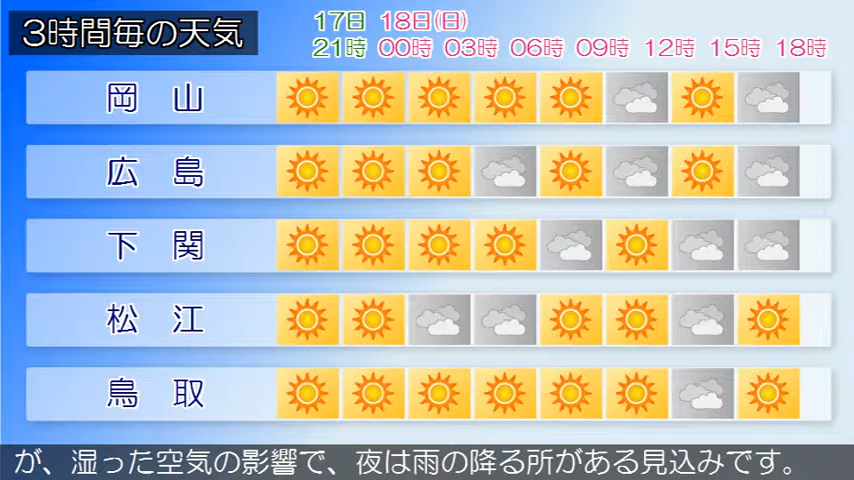 3時間毎の天気
17日 18日(日)
21時 00時 03時 06時 09時 12時 15時 18時
岡 山
広 島
下 関
松 江
鳥 取
が、湿った空気の影響で、夜は雨の降る所がある見込みです。